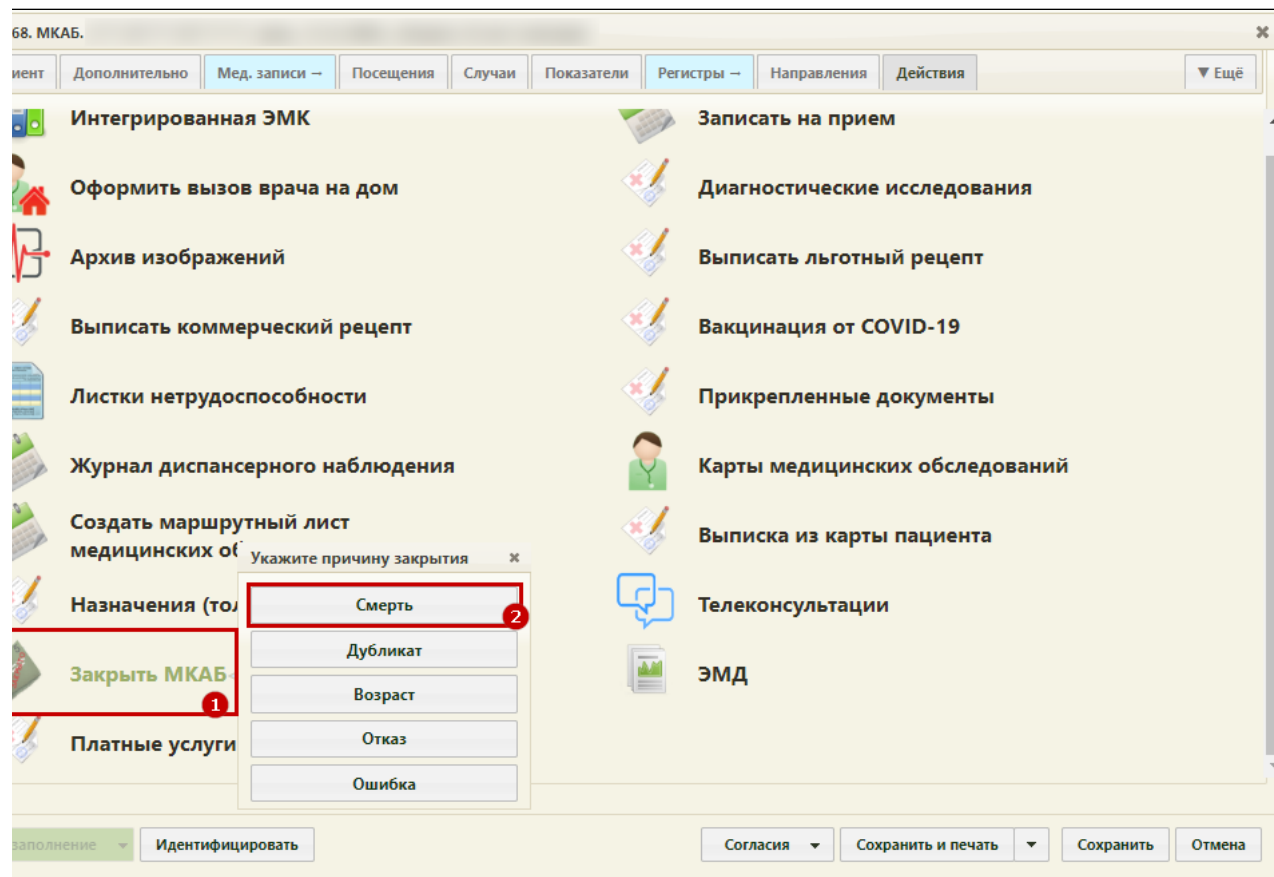 68. МКАБ.
иент Дополнительно Мед. записи – Посещения Случаи Показатели Регистры – Направления Действия ▼ Ещё
Интегрированная ЭМК
Записать на прием
Оформить вызов врача на дом
Диагностические исследования
Архив изображений
Выписать льготный рецепт
Выписать коммерческий рецепт
Вакцинация от COVID-19
Листки нетрудоспособности
Прикрепленные документы
Журнал диспансерного наблюдения
Карты медицинских обследований
Создать маршрутный лист
медицинских об
Выписка из карты пациента
Укажите причину закрытия
Назначения (тол
Смерть
2
Телеконсультации
Дубликат
Закрыть МКАБ
1
Возраст
ЭМД
Платные услуги
Отказ
Ошибка
заполнение Идентифицировать Согласия Сохранить и печать Сохранить Отмена